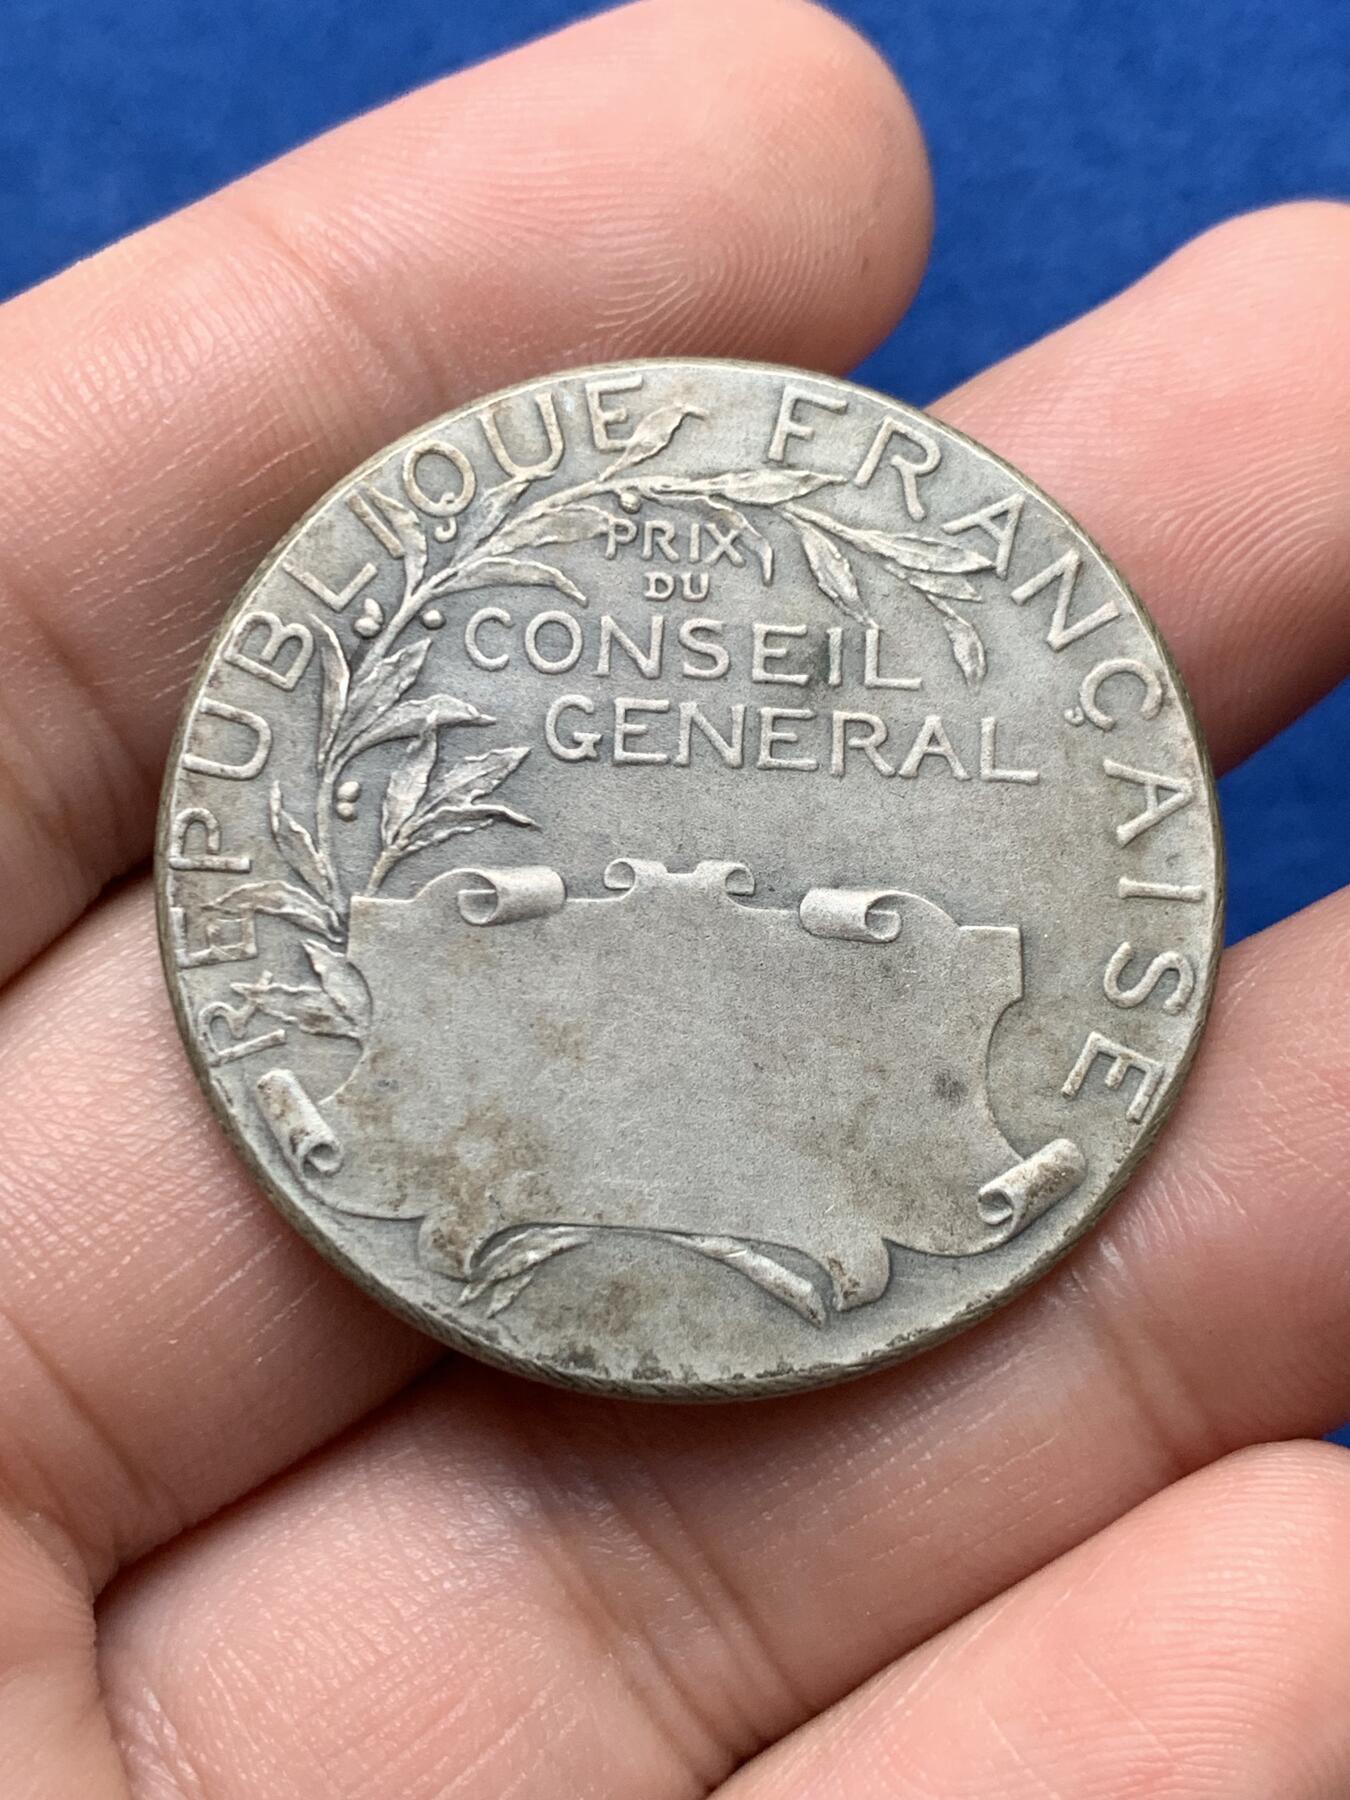 REPUBLIQUE FRANÇAISE
PRIX
DU
CONSEIL
GENERAL